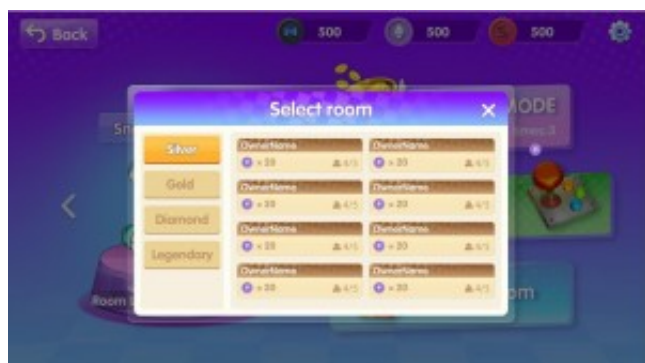 Back
500
500
500
Select room
MODE
Silver
Gold
Diamond
Legendary
OwnerName
OwnerName
× 20
4/5
× 20
4/5
OwnerName
OwnerName
× 20
4/5
× 20
4/5
OwnerName
OwnerName
× 20
4/5
× 20
4/5
OwnerName
OwnerName
× 20
4/5
× 20
4/5
Room